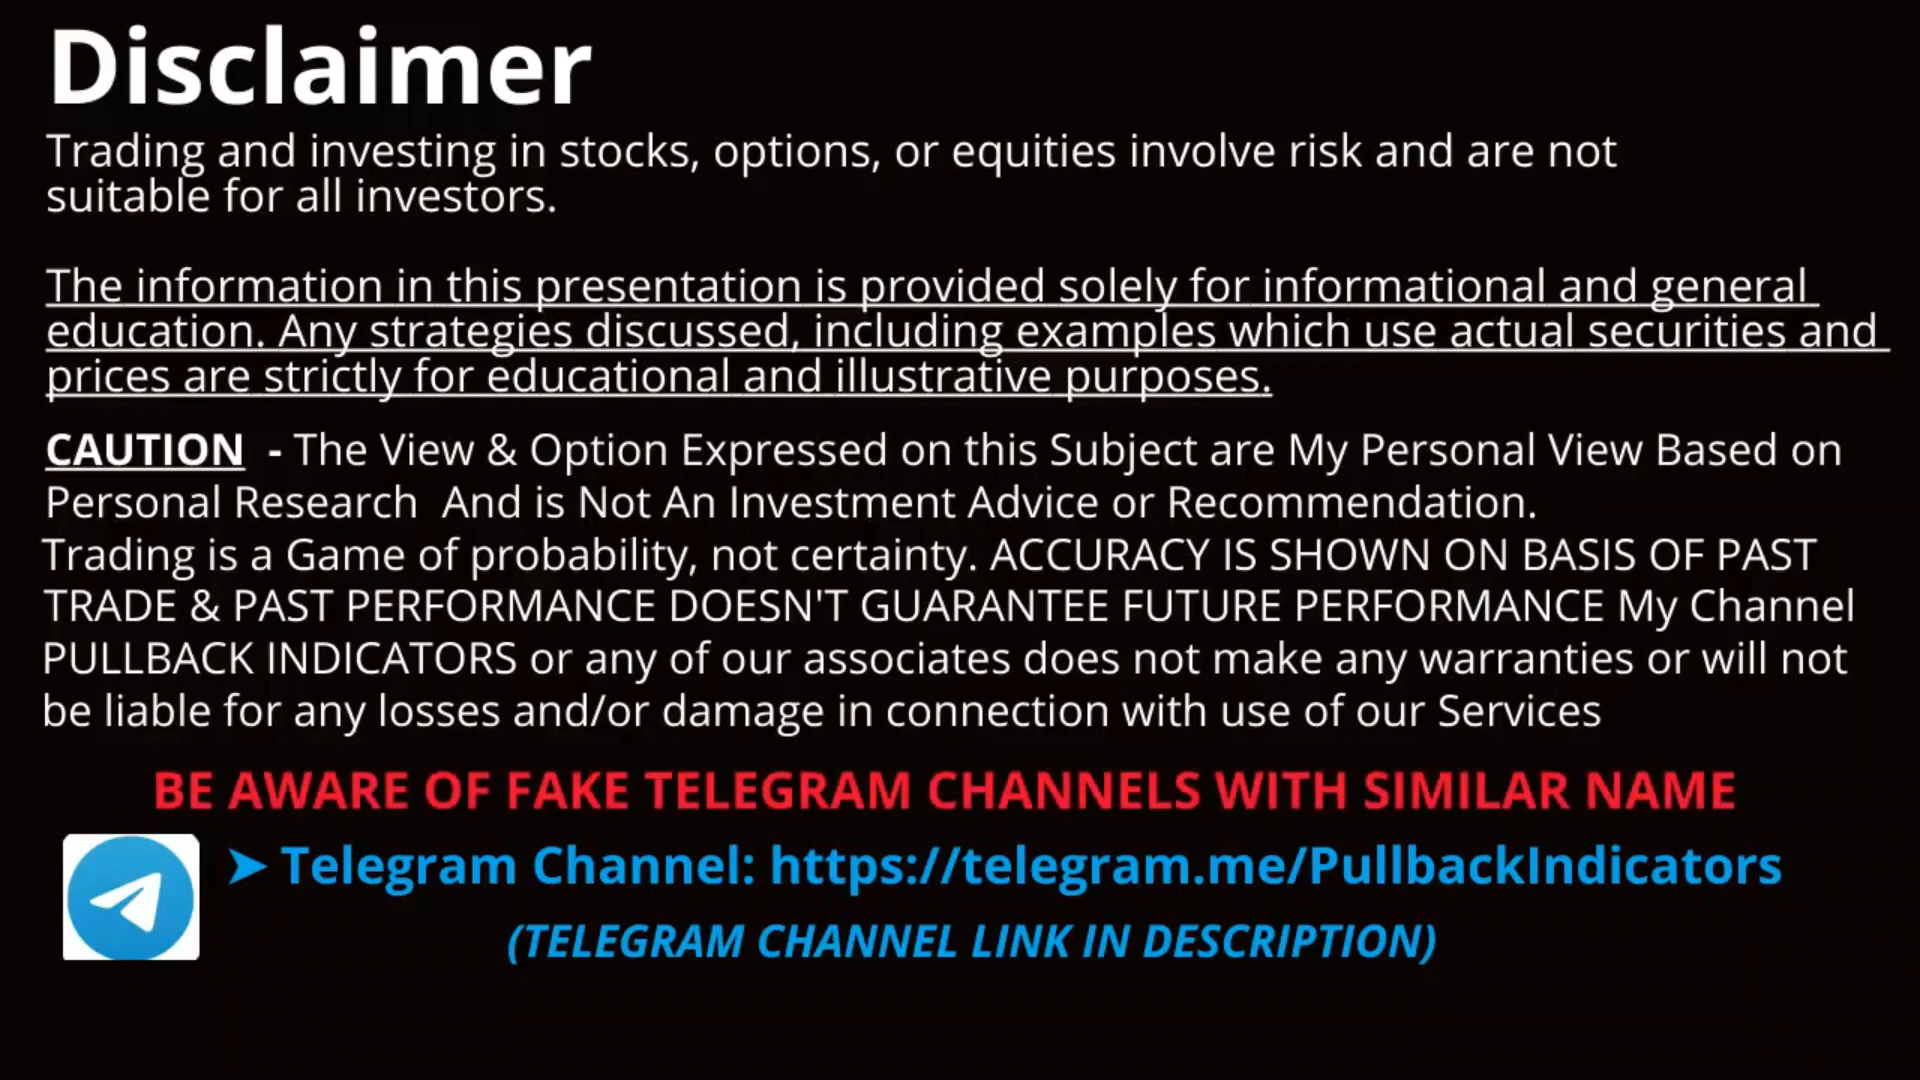 Disclaimer
Trading and investing in stocks, options, or equities involve risk and are not
suitable for all investors.
The information in this presentation is provided solely for informational and general
education. Any strategies discussed, including examples which use actual securities and
prices are strictly for educational and illustrative purposes.
CAUTION - The View & Option Expressed on this Subject are My Personal View Based on
Personal Research And is Not An Investment Advice or Recommendation.
Trading is a Game of probability, not certainty. ACCURACY IS SHOWN ON BASIS OF PAST
TRADE & PAST PERFORMANCE DOESN'T GUARANTEE FUTURE PERFORMANCE My Channel
PULLBACK INDICATORS or any of our associates does not make any warranties or will not
be liable for any losses and/or damage in connection with use of our Services
BE AWARE OF FAKE TELEGRAM CHANNELS WITH SIMILAR NAME
➤ Telegram Channel: https://telegram.me/PullbackIndicators
(TELEGRAM CHANNEL LINK IN DESCRIPTION)